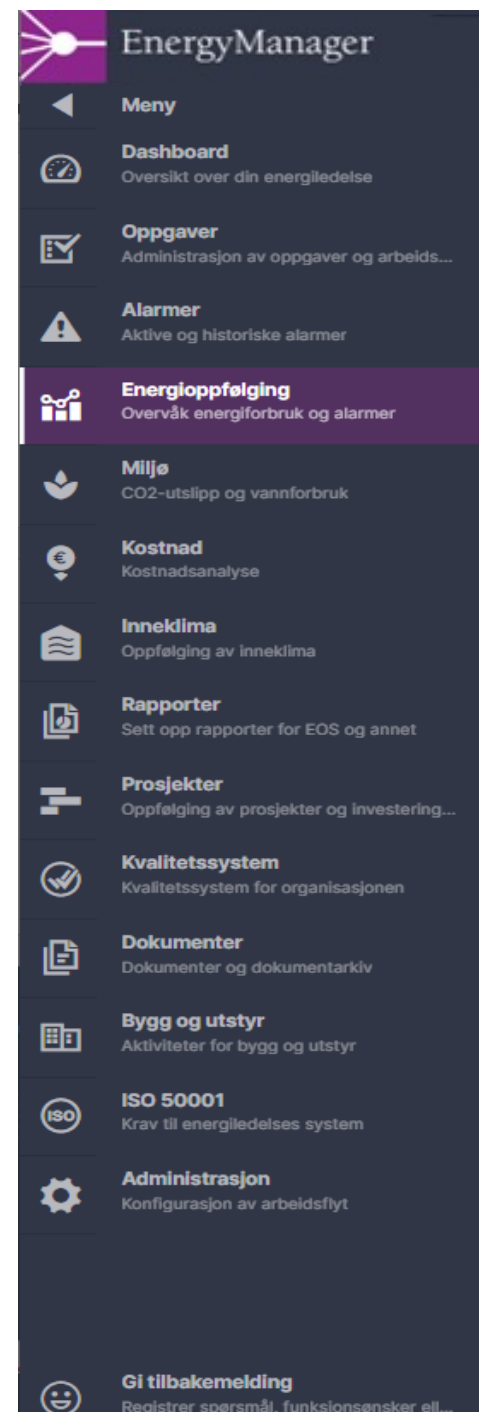 EnergyManager
Meny
Dashboard
Oversikt over din energiledelse
Oppgaver
Administrasjon av oppgaver og arbeids...
Alarmer
Aktive og historiske alarmer
Energioppfølging
Overvåk energiforbruk og alarmer
Miljø
CO2-utslipp og vannforbruk
€
Kostnad
Kostnadsanalyse
Inneklima
Oppfølging av inneklima
Rapporter
Sett opp rapporter for EOS og annet
Prosjekter
Oppfølging av prosjekter og investering...
Kvalitetssystem
Kvalitetssystem for organisasjonen
Dokumenter
Dokumenter og dokumentarkiv
Bygg og utstyr
Aktiviteter for bygg og utstyr
ISO
ISO 50001
Krav til energiledelses system
Administrasjon
Konfigurasjon av arbeidsflyt
Gi tilbakemelding
Registrer spørsmål, funksjonsønsker ell...